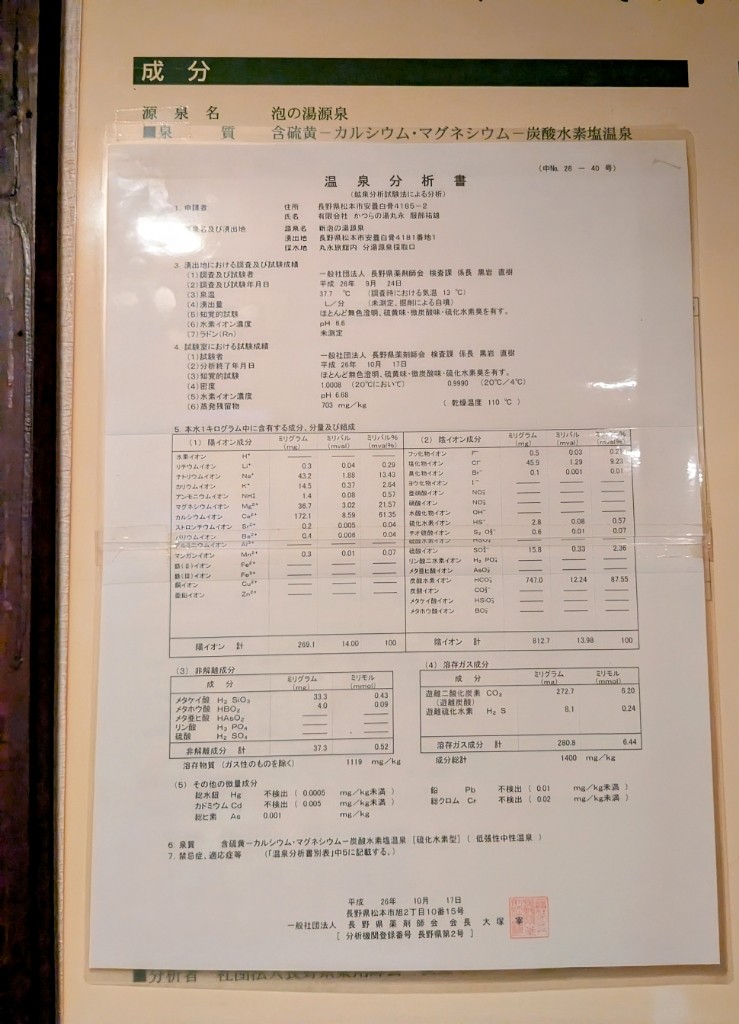 成 分
源 泉 名 泡の湯源泉
■泉 質 含硫黄－カルシウム・マグネシウム－炭酸水素塩温泉
(中No. 26 － 40 号)
温 泉 分 析 書
(鉱泉分析試験法による分析)
1. 申請者 住所 長野県松本市安曇白骨4185－2
氏名 有限会社 かつらの湯丸永
源泉名及び湧出地 源泉名 新泡の湯源泉
湧出地 長野県松本市安曇白骨4181番地1
採水地 丸永旅館内 分湯源泉採取口
3. 湧出地における調査及び試験成績
(1)調査及び試験者 一般社団法人 長野県薬剤師会 検査課 係長 黒岩 直樹
(2)調査及び試験年月日 平成 26年 9月 24日
(3)泉温 37.7 ℃ (調査時における気温 13 ℃)
(4)湧出量 L／分 (未測定、掘削による自噴)
(5)知覚的試験 ほとんど無色澄明、硫黄味・微炭酸味・硫化水素臭を有す。
(6)水素イオン濃度 pH 6.6
(7)ラドン(Rn) 未測定
4. 試験室における試験成績
(1)試験者 一般社団法人 長野県薬剤師会 検査課 係長 黒岩 直樹
(2)分析終了年月日 平成 26年 10月 17日
(3)知覚的試験 ほとんど無色澄明、硫黄味・微炭酸味・硫化水素臭を有す。
(4)密度 1.0008 (20℃において) 0.9990 (20℃／4℃)
(5)水素イオン濃度 pH 6.68
(6)蒸発残留物 703 mg／kg ( 乾燥温度 110 ℃ )
5. 本水1キログラム中に含有する成分、分量及び組成
(1) 陽イオン成分 ミリグラム (mg) ミリバル (mval) ミリバル% (mval%)
水素イオン H⁺ —— —— ——
リチウムイオン Li⁺ 0.3 0.04 0.29
ナトリウムイオン Na⁺ 43.2 1.88 13.43
カリウムイオン K⁺ 14.5 0.37 2.64
アンモニウムイオン NH₄⁺ 1.4 0.08 0.57
マグネシウムイオン Mg²⁺ 36.7 3.02 21.57
カルシウムイオン Ca²⁺ 172.1 8.59 61.35
ストロンチウムイオン Sr²⁺ 0.2 0.005 0.04
バリウムイオン Ba²⁺ 0.4 0.006 0.04
アルミニウムイオン Al³⁺
マンガンイオン Mn²⁺ 0.3 0.01 0.07
鉄(Ⅱ)イオン Fe²⁺ —— —— ——
鉄(Ⅲ)イオン Fe³⁺ —— —— ——
銅イオン Cu²⁺ —— —— ——
亜鉛イオン Zn²⁺ —— —— ——
陽イオン 計 269.1 14.00 100
(2) 陰イオン成分 ミリグラム (mg) ミリバル (mval) ミリバル% (mval%)
フッ化物イオン F⁻ 0.5 0.03 0.21
塩化物イオン Cl⁻ 45.9 1.29 9.23
臭化物イオン Br⁻ 0.1 0.001 0.01
ヨウ化物イオン I⁻ —— —— ——
亜硝酸イオン NO₂⁻ —— —— ——
硝酸イオン NO₃⁻ —— —— ——
水酸化物イオン OH⁻ —— —— ——
硫化水素イオン HS⁻ 2.8 0.08 0.57
チオ硫酸イオン S₂O₃²⁻ 0.6 0.01 0.07
硫酸水素イオン HSO₄⁻
硫酸イオン SO₄²⁻ 15.8 0.33 2.36
リン酸二水素イオン H₂PO₄⁻ —— —— ——
メタ亜ヒ酸イオン AsO₂⁻ —— —— ——
炭酸水素イオン HCO₃⁻ 747.0 12.24 87.55
炭酸イオン CO₃²⁻ —— —— ——
メタケイ酸イオン HSiO₃⁻ —— —— ——
メタホウ酸イオン BO₂⁻ —— —— ——
陰イオン 計 812.7 13.98 100
(3) 非解離成分
成 分 ミリグラム (mg) ミリモル (mmol)
メタケイ酸 H₂SiO₃ 33.3 0.43
メタホウ酸 HBO₂ 4.0 0.09
メタ亜ヒ酸 HAsO₂ —— ——
リン酸 H₃PO₄ —— ——
硫酸 H₂SO₄ —— ——
非解離成分 計 37.3 0.52
溶存物質 (ガス性のものを除く) 1119 mg／kg
(4) 溶存ガス成分
成 分 ミリグラム (mg) ミリモル (mmol)
遊離二酸化炭素 CO₂ 272.7 6.20
(遊離炭酸)
遊離硫化水素 H₂S 8.1 0.24
溶存ガス成分 計 280.8 6.44
成分総計 1400 mg／kg
(5) その他の微量成分
総水銀 Hg 不検出 ( 0.0005 mg／kg未満 ) 鉛 Pb 不検出 ( 0.01 mg／kg未満 )
カドミウム Cd 不検出 ( 0.005 mg／kg未満 ) 総クロム Cr 不検出 ( 0.02 mg／kg未満 )
総ヒ素 As 0.001 mg／kg
6. 泉質 含硫黄－カルシウム・マグネシウム－炭酸水素塩温泉 [硫化水素型] ( 低張性中性温泉 )
7. 禁忌症、適応症等 (「温泉分析書別表」中5に記載する。)
平成 26年 10月 17日
長野県松本市旭2丁目10番15号
一般社団法人 長 野 県 薬 剤 師 会 会 長 大 塚
[ 分析機関登録番号 長野県第2号 ]
■分析者 社団法人長野県薬剤師会